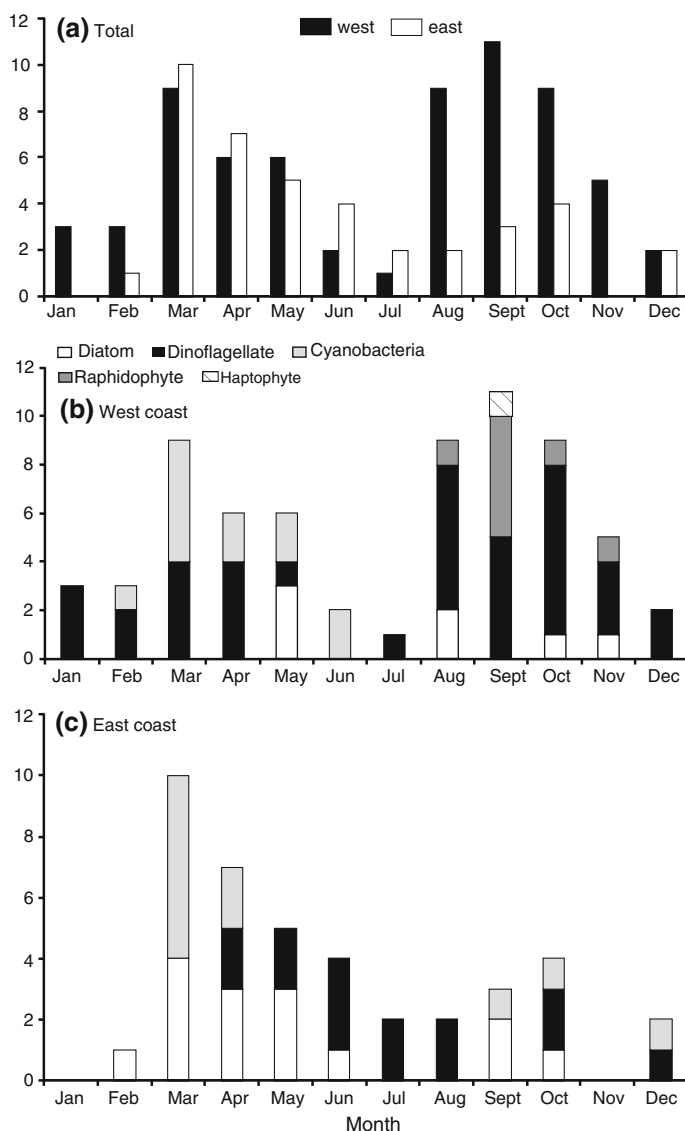 (a) Total
west east
12
10
8
6
4
2
0
Jan Feb Mar Apr May Jun Jul Aug Sept Oct Nov Dec
Diatom Dinoflagellate Cyanobacteria
Raphidophyte Haptophyte
(b) West coast
12
10
8
6
4
2
0
Jan Feb Mar Apr May Jun Jul Aug Sept Oct Nov Dec
(c) East coast
12
10
8
6
4
2
0
Jan Feb Mar Apr May Jun Jul Aug Sept Oct Nov Dec
Month